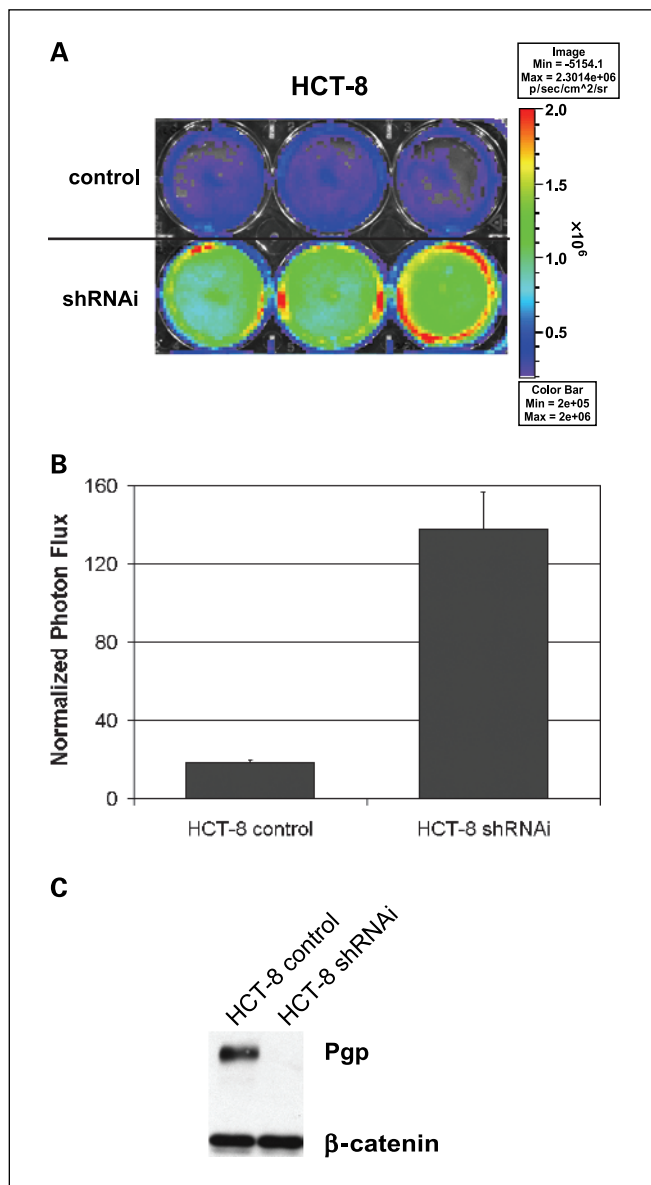 A
HCT-8
Image
Min = -5154.1
Max = 2.3014e+06
p/sec/cm^2/sr
control
shRNAi
2.0
1.5
1.0
0.5
×10⁶
Color Bar
Min = 2e+05
Max = 2e+06
B
Normalized Photon Flux
160
120
80
40
0
HCT-8 control
HCT-8 shRNAi
C
HCT-8 control
HCT-8 shRNAi
Pgp
β-catenin